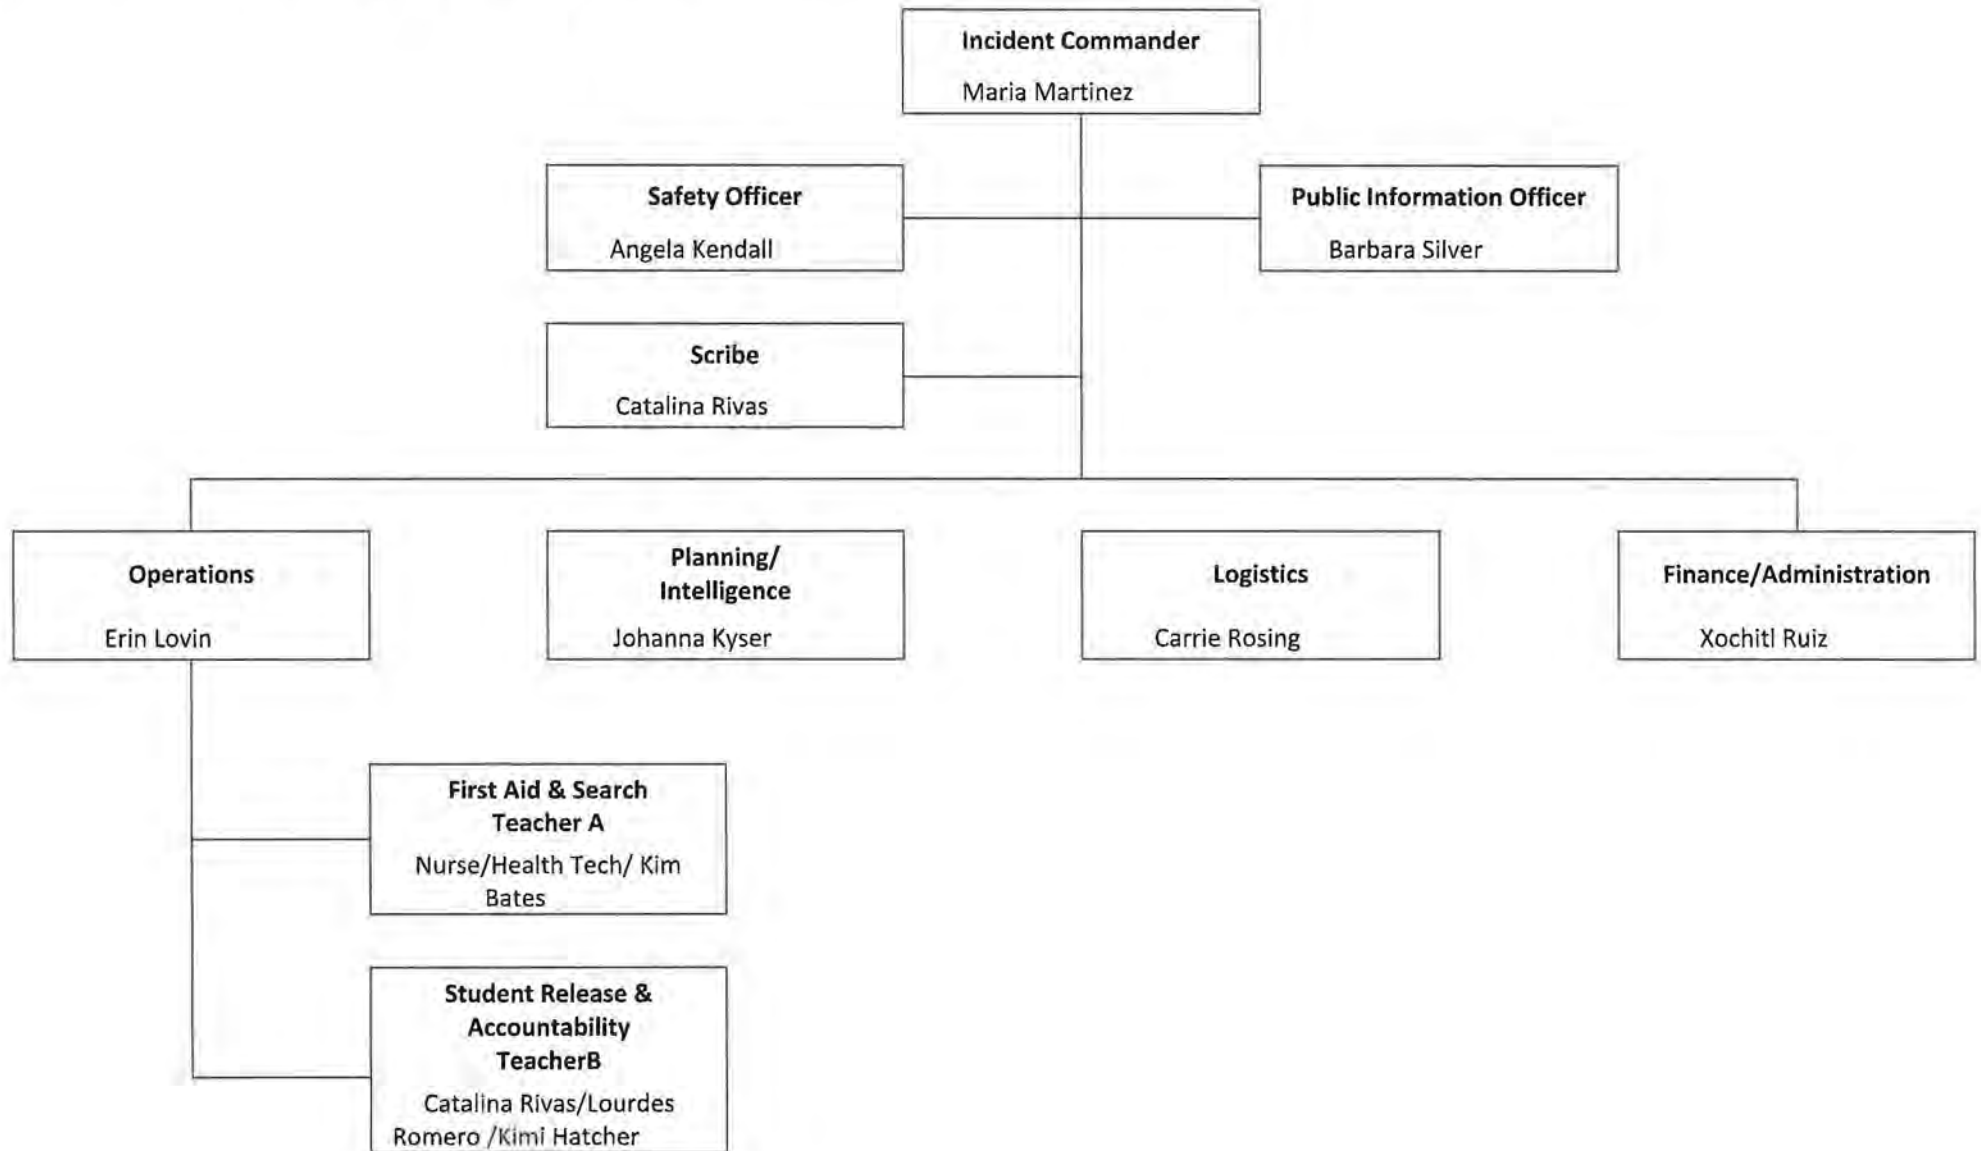 Incident Commander
Maria Martinez
Safety Officer
Angela Kendall
Public Information Officer
Barbara Silver
Scribe
Catalina Rivas
Operations
Erin Lovin
Planning/
Intelligence
Johanna Kyser
Logistics
Carrie Rosing
Finance/Administration
Xochitl Ruiz
First Aid & Search
Teacher A
Nurse/Health Tech/ Kim
Bates
Student Release &
Accountability
TeacherB
Catalina Rivas/Lourdes
Romero /Kimi Hatcher